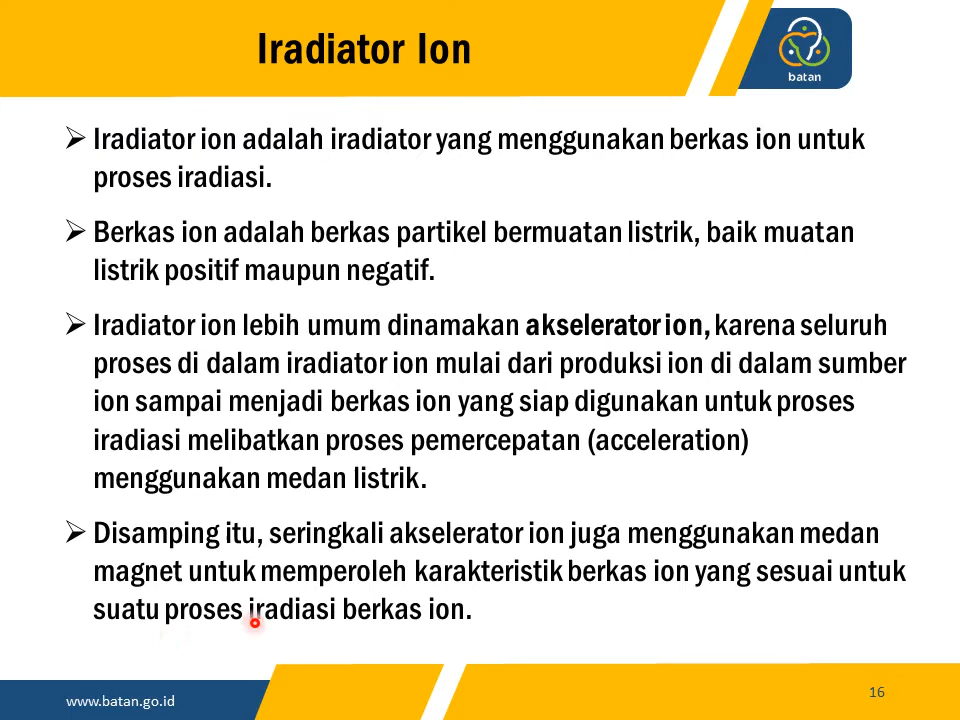 Iradiator Ion
batan
➢ Iradiator ion adalah iradiator yang menggunakan berkas ion untuk
proses iradiasi.
➢ Berkas ion adalah berkas partikel bermuatan listrik, baik muatan
listrik positif maupun negatif.
➢ Iradiator ion lebih umum dinamakan akselerator ion, karena seluruh
proses di dalam iradiator ion mulai dari produksi ion di dalam sumber
ion sampai menjadi berkas ion yang siap digunakan untuk proses
iradiasi melibatkan proses pemercepatan (acceleration)
menggunakan medan listrik.
➢ Disamping itu, seringkali akselerator ion juga menggunakan medan
magnet untuk memperoleh karakteristik berkas ion yang sesuai untuk
suatu proses iradiasi berkas ion.
www.batan.go.id
16